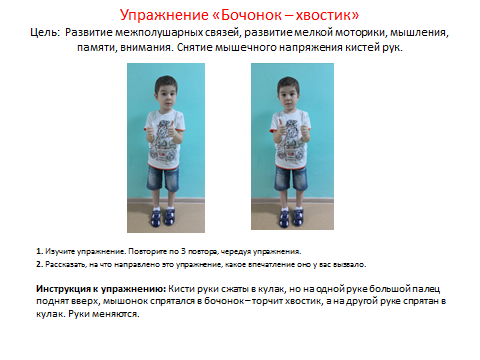 Упражнение «Бочонок – хвостик»
Цель:  Развитие межполушарных связей, развитие мелкой моторики, мышления,
памяти, внимания. Снятие мышечного напряжения кистей рук.
1. Изучите упражнение. Повторите по 3 повтора, чередуя упражнения.
2. Рассказать, на что направлено это упражнение, какое впечатление оно у вас вызвало.
Инструкция к упражнению: Кисти руки сжаты в кулак, но на одной руке большой палец
поднят вверх, мышонок спрятался в бочонок – торчит хвостик, а на другой руке спрятан в
кулак. Руки меняются.